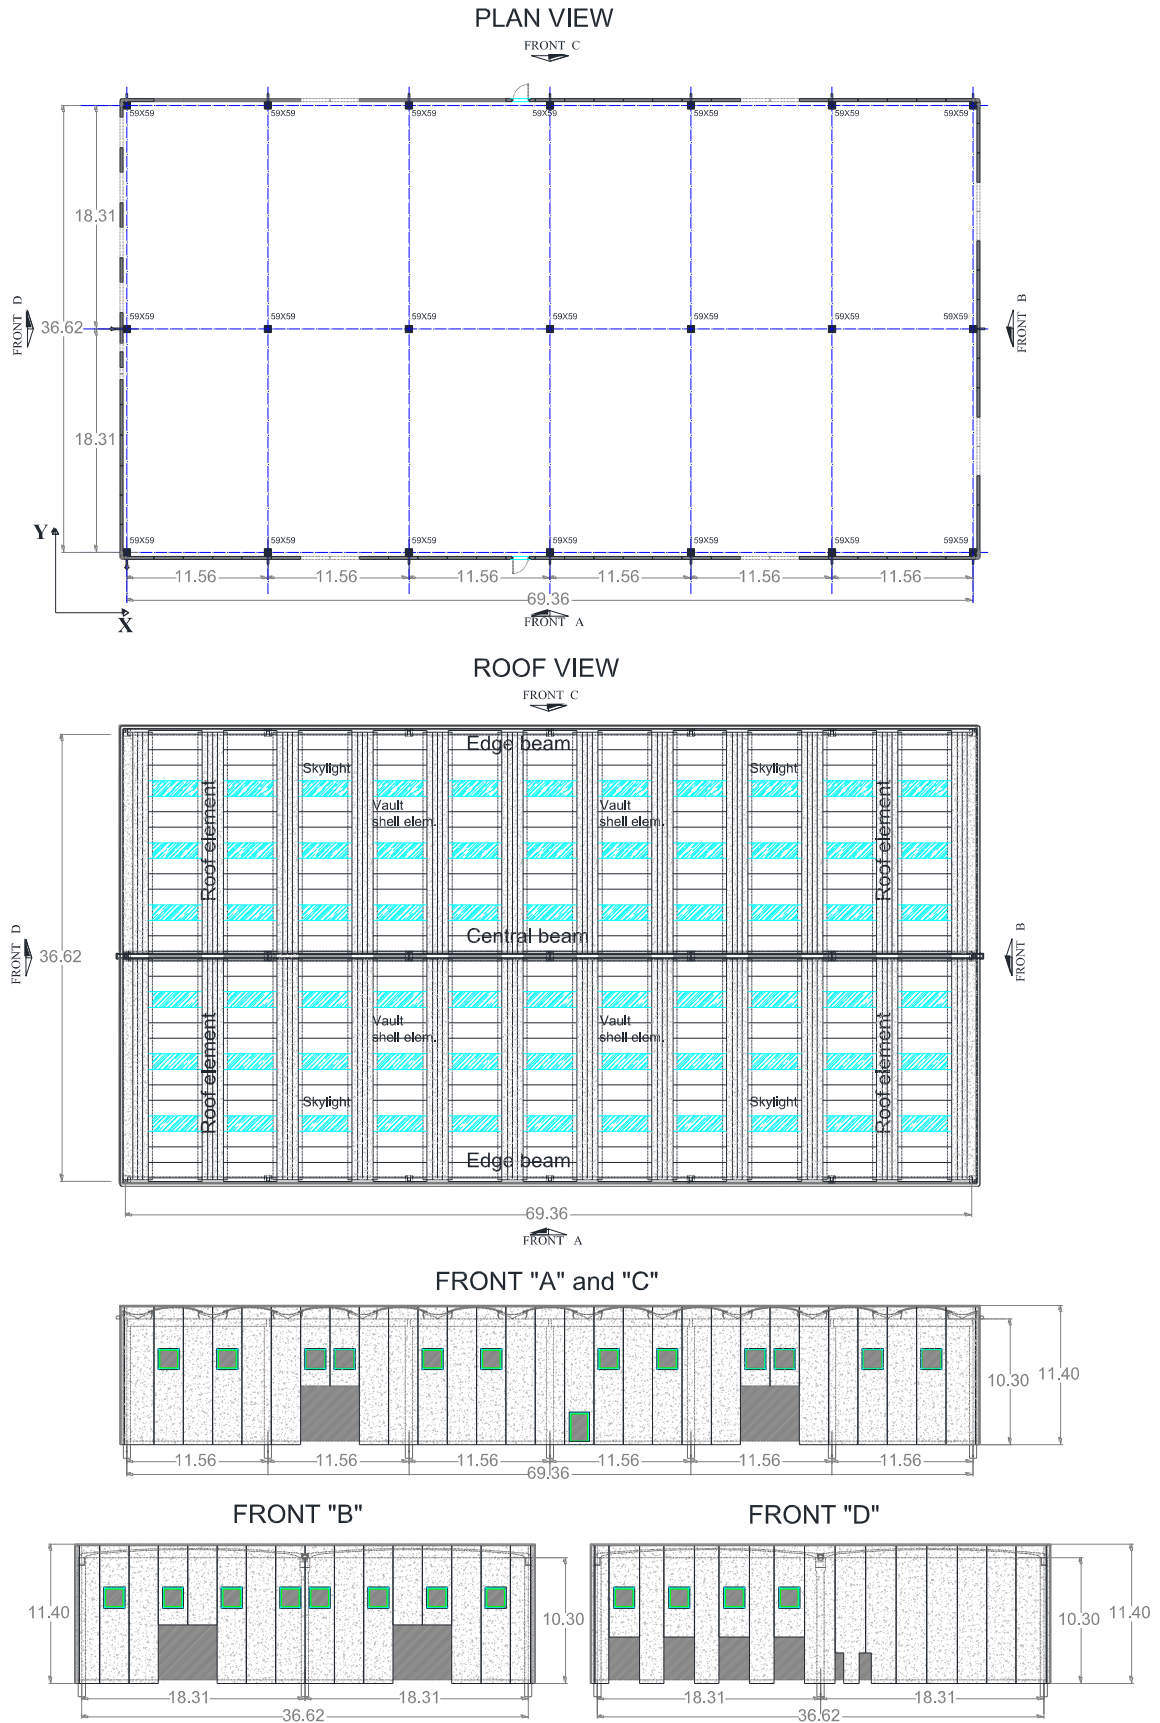 PLAN VIEW
FRONT C
59X59 59X59 59X59 59X59 59X59 59X59 59X59
18.31
FRONT D
36.62
59X59 59X59 59X59 59X59 59X59 59X59 59X59
FRONT B
18.31
Y
59X59 59X59 59X59 59X59 59X59 59X59 59X59
11.56 11.56 11.56 11.56 11.56 11.56
69.36
X
FRONT A
ROOF VIEW
FRONT C
Edge beam
Skylight Skylight
Vault Vault
shell elem. shell elem.
Roof element Roof element
Central beam
FRONT D
36.62
FRONT B
Vault Vault
shell elem. shell elem.
Roof element Roof element
Skylight Skylight
Edge beam
69.36
FRONT A
FRONT "A" and "C"
10.30 11.40
11.56 11.56 11.56 11.56 11.56 11.56
69.36
FRONT "B"
11.40
10.30
18.31 18.31
36.62
FRONT "D"
10.30 11.40
18.31 18.31
36.62